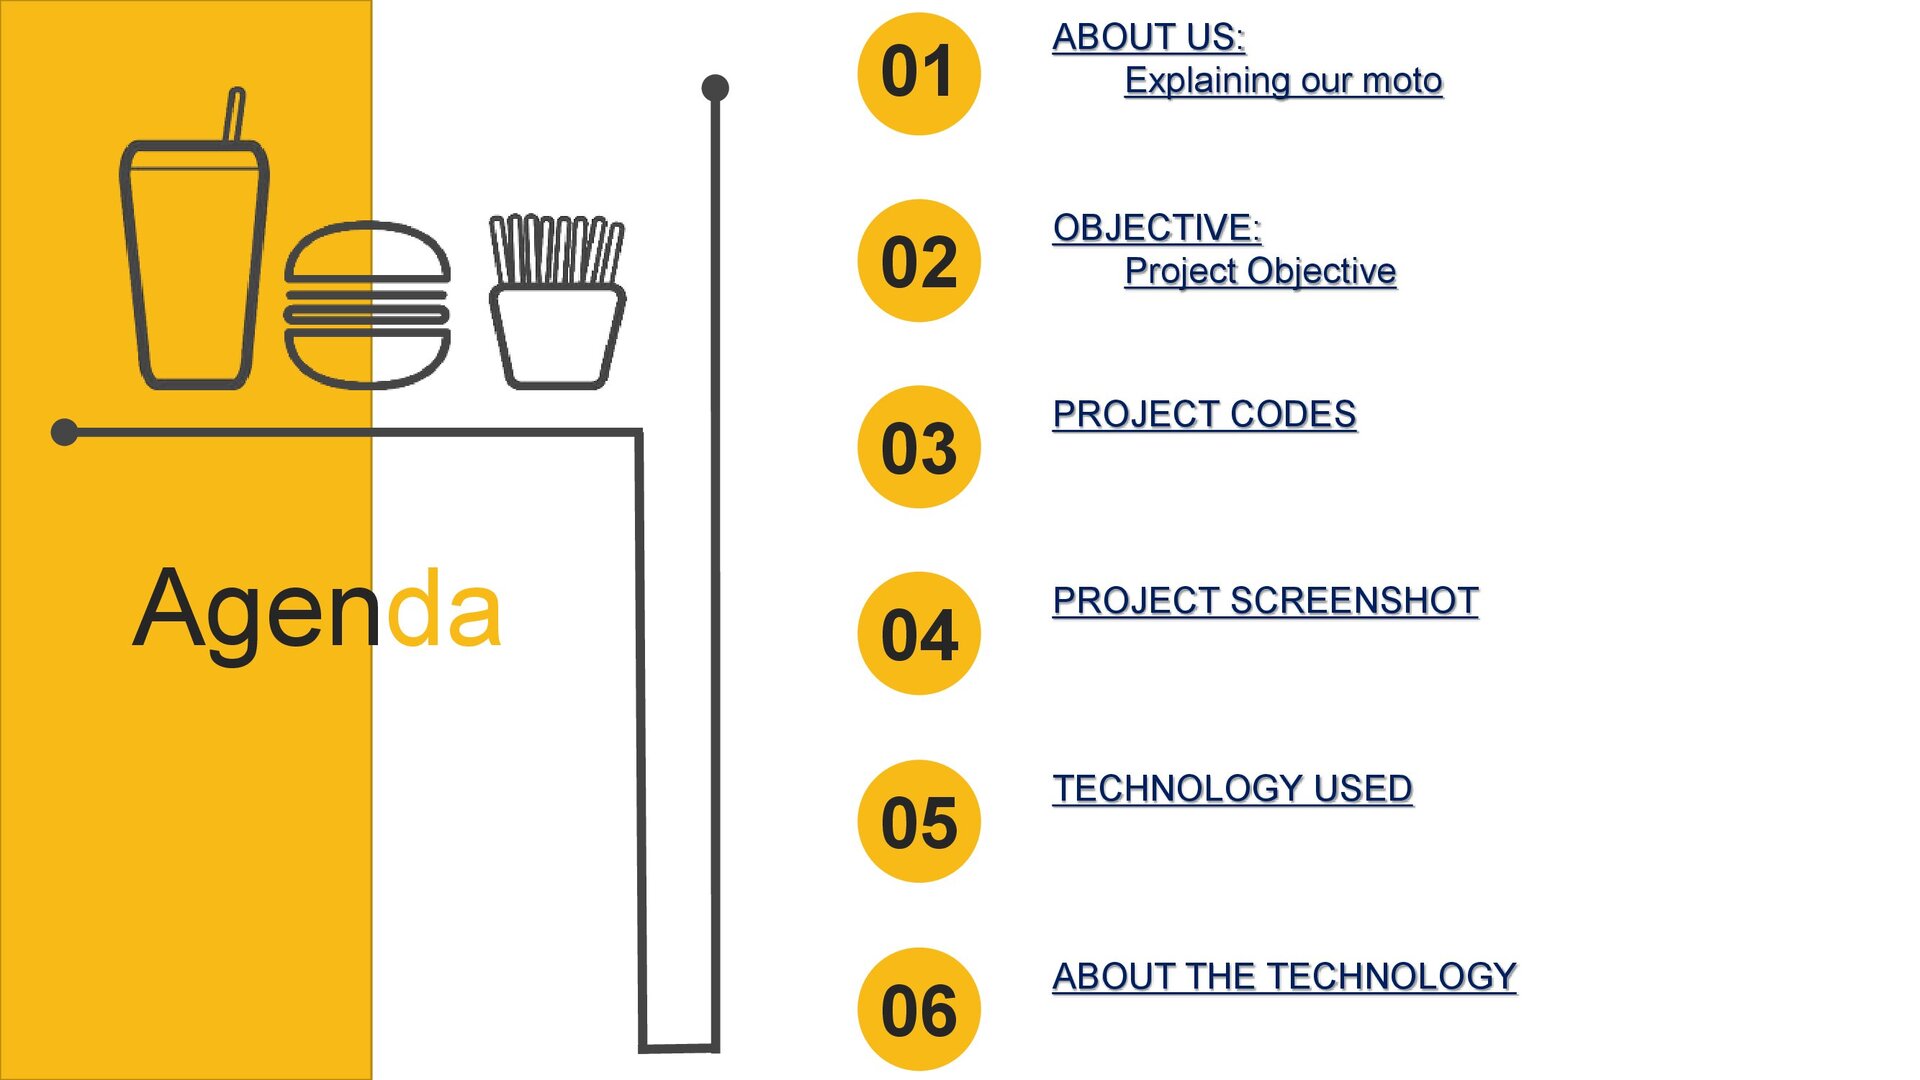 Agenda
01
ABOUT US:
Explaining our moto
02
OBJECTIVE:
Project Objective
03
PROJECT CODES
04
PROJECT SCREENSHOT
05
TECHNOLOGY USED
06
ABOUT THE TECHNOLOGY